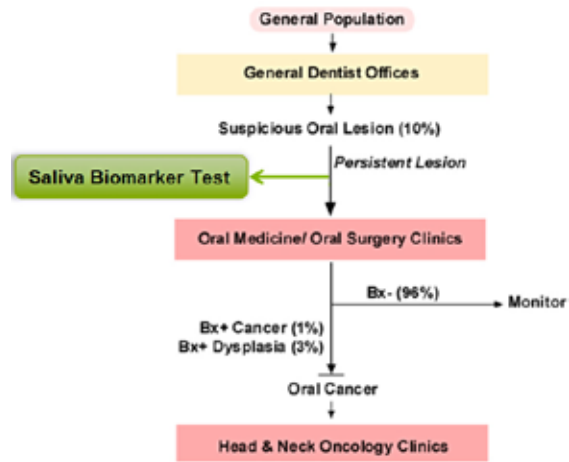 General Population
General Dentist Offices
Suspicious Oral Lesion (10%)
Persistent Lesion
Saliva Biomarker Test
Oral Medicine/ Oral Surgery Clinics
Bx- (96%)
Monitor
Bx+ Cancer (1%)
Bx+ Dysplasia (3%)
Oral Cancer
Head & Neck Oncology Clinics